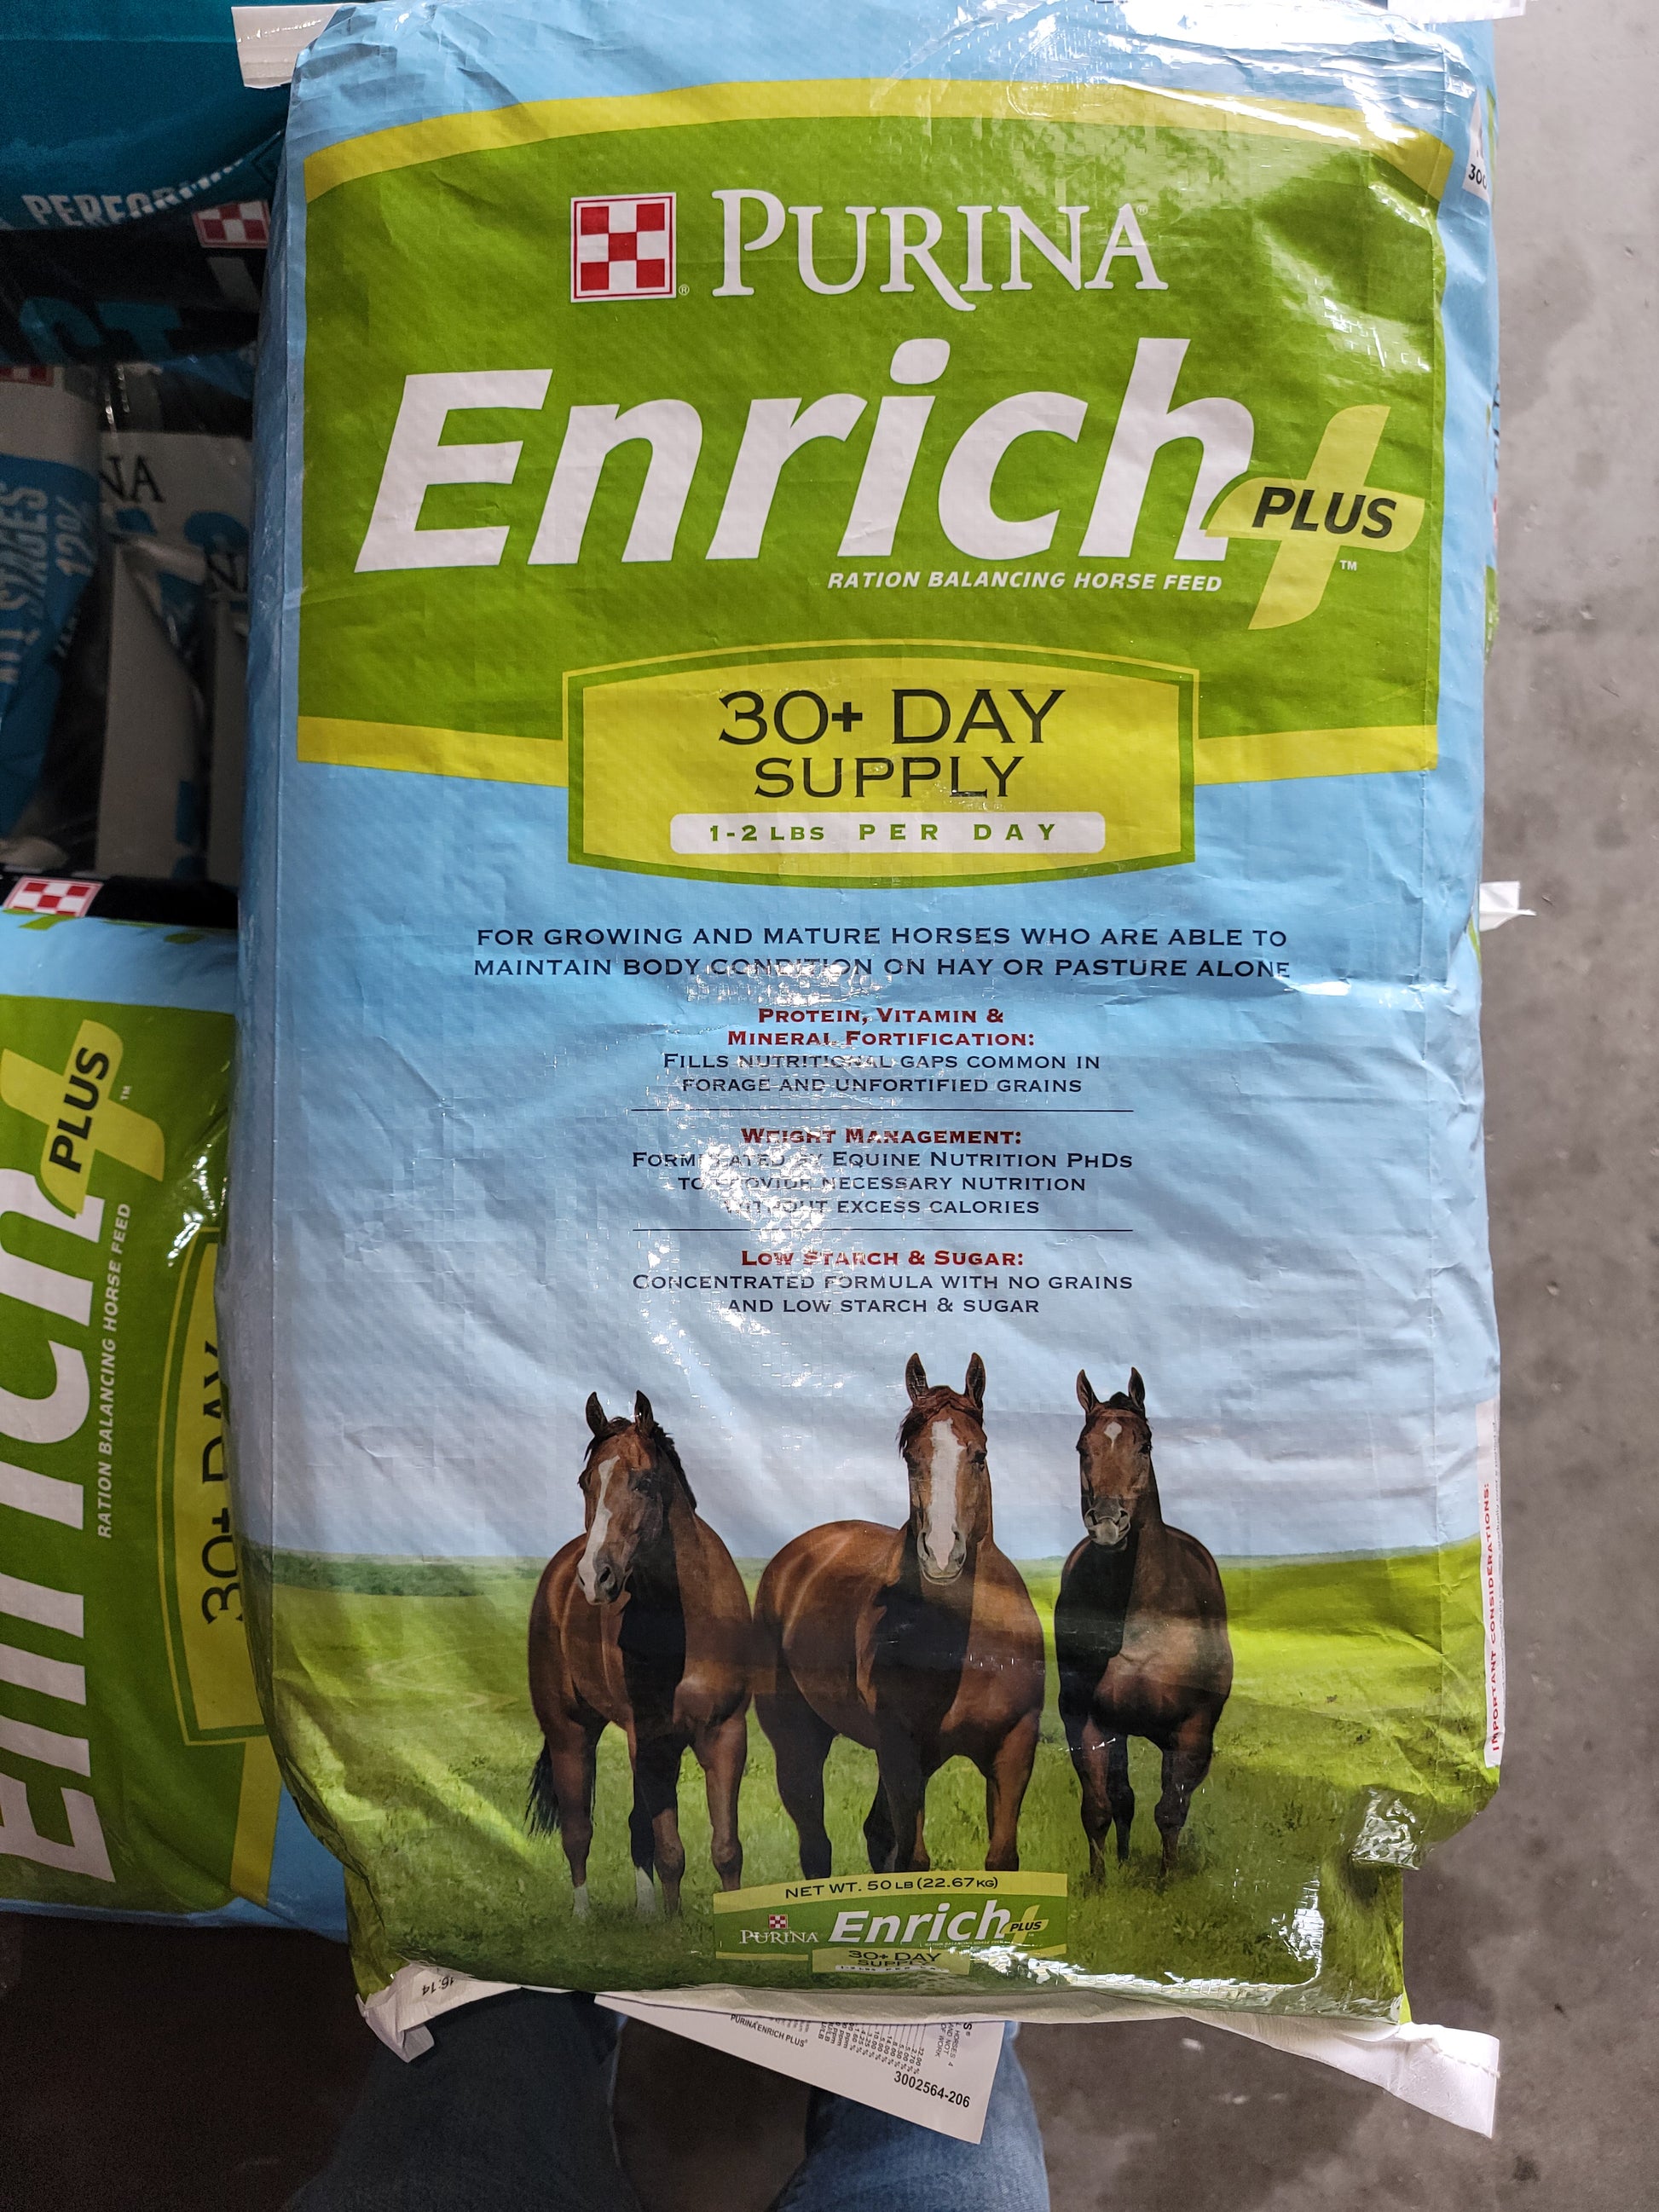 PURINA
Enrich
PLUS
™
RATION BALANCING HORSE FEED
30+ DAY
SUPPLY
1-2 LBS PER DAY
FOR GROWING AND MATURE HORSES WHO ARE ABLE TO
MAINTAIN BODY CONDITION ON HAY OR PASTURE ALONE
PROTEIN, VITAMIN &
MINERAL FORTIFICATION:
FILLS NUTRITIONAL GAPS COMMON IN
FORAGE AND UNFORTIFIED GRAINS
WEIGHT MANAGEMENT:
FORMULATED BY EQUINE NUTRITION PHDS
TO PROVIDE NECESSARY NUTRITION
WITHOUT EXCESS CALORIES
LOW STARCH & SUGAR:
CONCENTRATED FORMULA WITH NO GRAINS
AND LOW STARCH & SUGAR
NET WT. 50 LB (22.67KG)
PURINA Enrich PLUS
30+ DAY
SUPPLY
PURINA ENRICH PLUS
3002564-206
IMPORTANT CONSIDERATIONS:
PLUS
™
RATION BALANCING HORSE FEED
30+ DAY
STAGES
12%